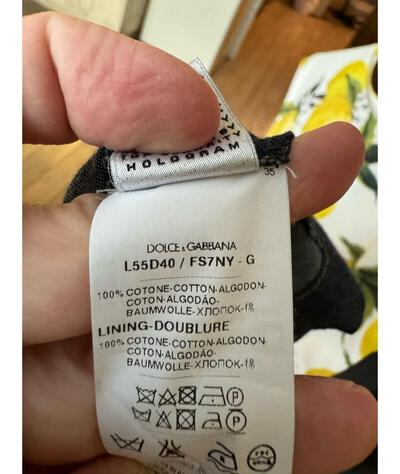 HOLOGRAM
35
DOLCE & GABBANA
L55D40 / FS7NY - G
100% COTONE-COTTON-ALGODON-
COTON-ALGODÃO-
BAUMWOLLE-ХЛОПОК-棉
LINING-DOUBLURE
100% COTONE-COTTON-ALGODON-
COTON-ALGODÃO-
BAUMWOLLE-ХЛОПОК-棉
P
P